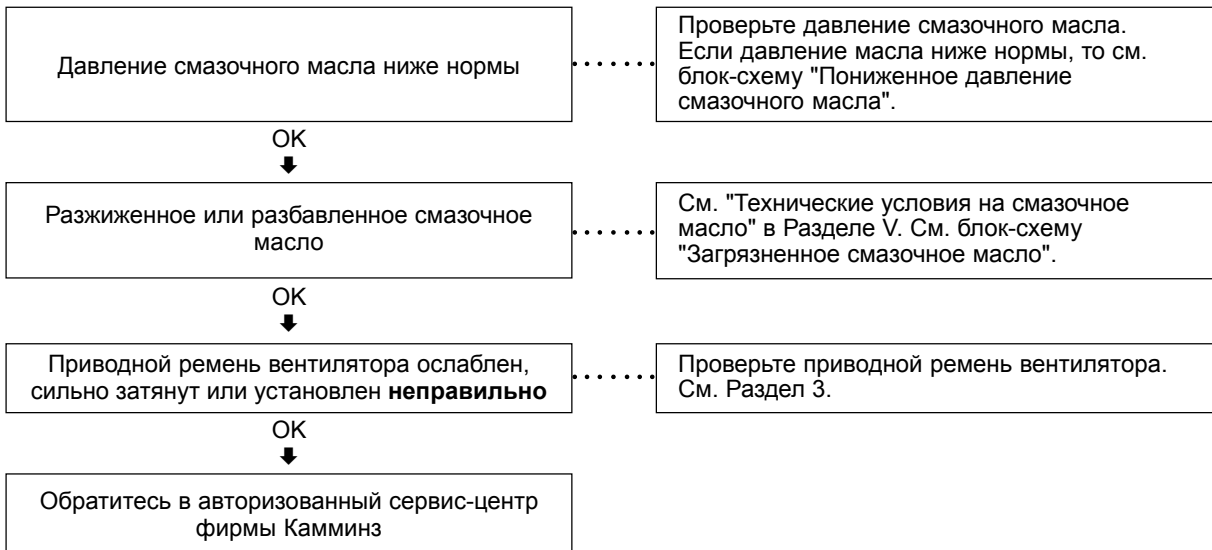 Давление смазочного масла ниже нормы
Проверьте давление смазочного масла.
Если давление масла ниже нормы, то см.
блок-схему "Пониженное давление
смазочного масла".
OK
Разжиженное или разбавленное смазочное
масло
См. "Технические условия на смазочное
масло" в Разделе V. См. блок-схему
"Загрязненное смазочное масло".
OK
Приводной ремень вентилятора ослаблен,
сильно затянут или установлен неправильно
Проверьте приводной ремень вентилятора.
См. Раздел 3.
OK
Обратитесь в авторизованный сервис-центр
фирмы Камминз